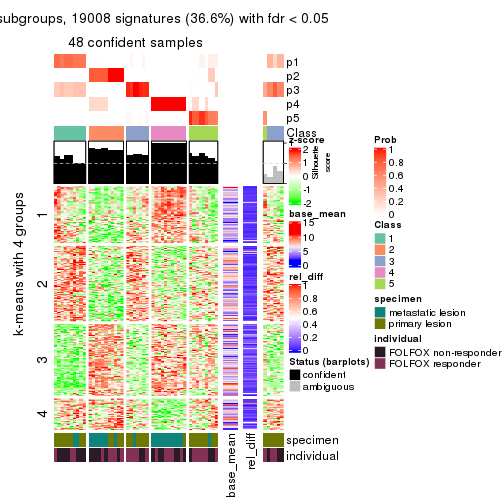 subgroups, 19008 signatures (36.6%) with fdr < 0.05
48 confident samples
p1
p2
p3
p4
p5
Class
k-means with 4 groups
1
2
3
4
specimen
individual
base_mean
rel_diff
z-score
2
1
0
-1
-2
Silhouette
score
base_mean
15
10
5
0
rel_diff
1
0.8
0.6
0.4
0.2
0
Status (barplots)
confident
ambiguous
Prob
1
0.8
0.6
0.4
0.2
0
Class
1
2
3
4
5
specimen
metastatic lesion
primary lesion
individual
FOLFOX non-responder
FOLFOX responder